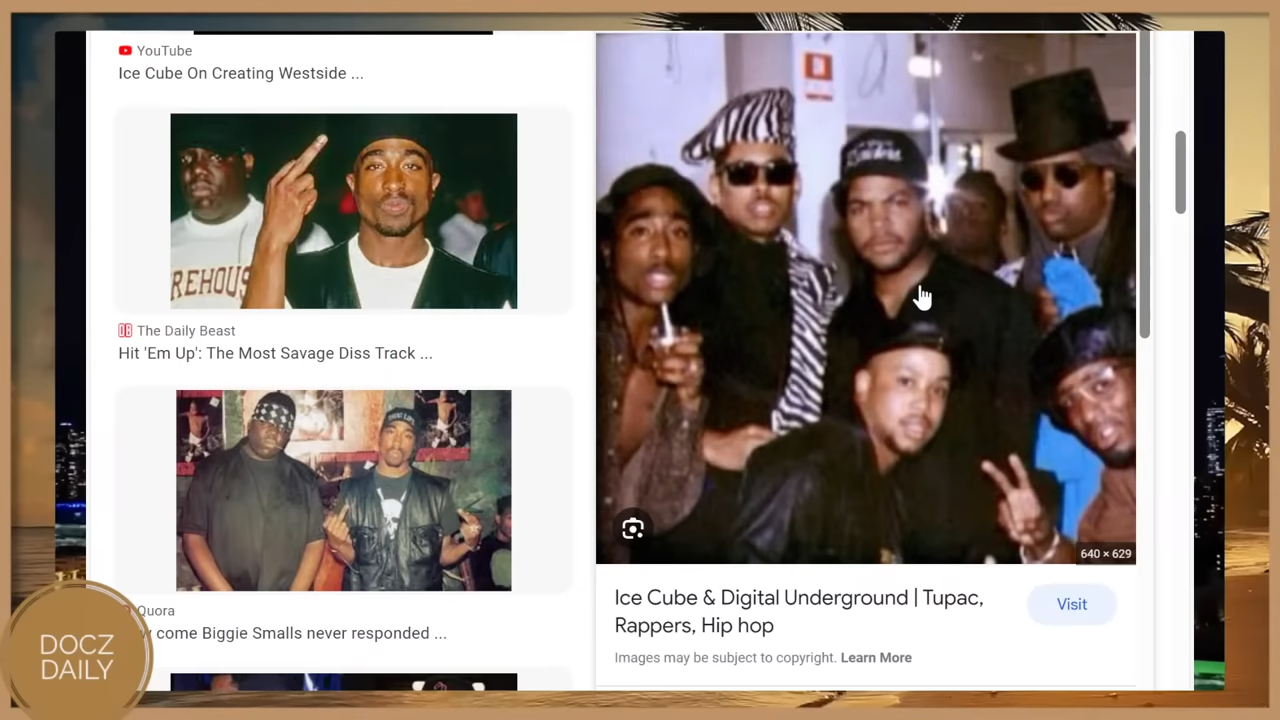 YouTube
Ice Cube On Creating Westside ...
REHOUS
The Daily Beast
Hit 'Em Up': The Most Savage Diss Track ...
Quora
come Biggie Smalls never responded ...
640 × 629
Ice Cube & Digital Underground | Tupac,
Rappers, Hip hop
Visit
Images may be subject to copyright. Learn More
DOCZ
DAILY